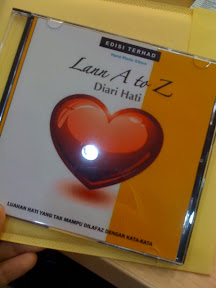 EDISI TERHAD
Lann A to Z
Diari Hati
LUAHAN HATI YANG TAK MAMPU DILAFAZ DENGAN KATA-KATA